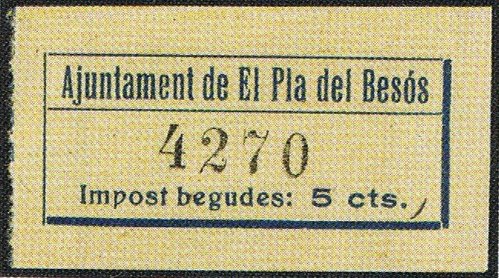 Ajuntament de El Pla del Besós
4270
Impost begudes: 5 cts.